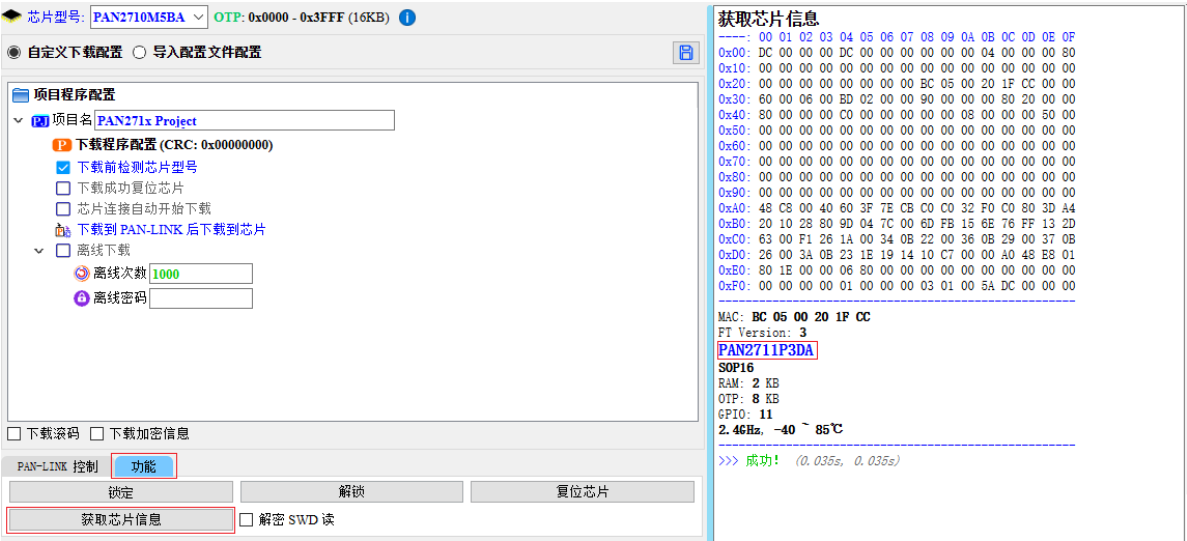 芯片型号: PAN2710M5BA OTP: 0x0000 - 0x3FFF (16KB)
自定义下载配置 导入配置文件配置
项目程序配置
项目名 PAN271x Project
下载程序配置 (CRC: 0x00000000)
下载前检测芯片型号
下载成功复位芯片
芯片连接自动开始下载
下载到 PAN-LINK 后下载到芯片
离线下载
离线次数 1000
离线密码
下载滚码 下载加密信息
PAN-LINK 控制 功能
锁定 解锁 复位芯片
获取芯片信息 解密 SWD 读
获取芯片信息
----: 00 01 02 03 04 05 06 07 08 09 0A 0B 0C 0D 0E 0F
0x00: DC 00 00 00 DC 00 00 00 00 00 00 04 00 00 00 80
0x10: 00 00 00 00 00 00 00 00 00 00 00 00 00 00 00 00
0x20: 00 00 00 00 00 00 00 00 BC 05 00 20 1F CC 00 00
0x30: 60 00 06 00 BD 02 00 00 90 00 00 00 80 20 00 00
0x40: 80 00 00 00 C0 00 00 00 00 00 08 00 00 00 50 00
0x50: 00 00 00 00 00 00 00 00 00 00 00 00 00 00 00 00
0x60: 00 00 00 00 00 00 00 00 00 00 00 00 00 00 00 00
0x70: 00 00 00 00 00 00 00 00 00 00 00 00 00 00 00 00
0x80: 00 00 00 00 00 00 00 00 00 00 00 00 00 00 00 00
0x90: 00 00 00 00 00 00 00 00 00 00 00 00 00 00 00 00
0xA0: 48 C8 00 40 60 3F 7E CB C0 C0 32 F0 C0 80 3D A4
0xB0: 20 10 28 80 9D 04 7C 00 6D FB 15 6E 76 FF 13 2D
0xC0: 63 00 F1 26 1A 00 34 0B 22 00 36 0B 29 00 37 0B
0xD0: 26 00 3A 0B 23 1E 19 14 10 C7 00 00 A0 48 E8 01
0xE0: 80 1E 00 00 06 80 00 00 00 00 00 00 00 00 00 00
0xF0: 00 00 00 00 01 00 00 00 03 01 00 5A DC 00 00 00
MAC: BC 05 00 20 1F CC
FT Version: 3
PAN2711P3DA
SOP16
RAM: 2 KB
OTP: 8 KB
GPIO: 11
2.4GHz, -40 ~ 85℃
>>> 成功! (0.035s, 0.035s)